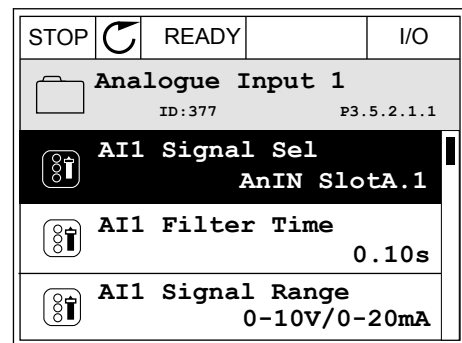 STOP READY I/O
Analogue Input 1
ID:377 P3.5.2.1.1
AI1 Signal Sel
AnIN SlotA.1
AI1 Filter Time
0.10s
AI1 Signal Range
0-10V/0-20mA